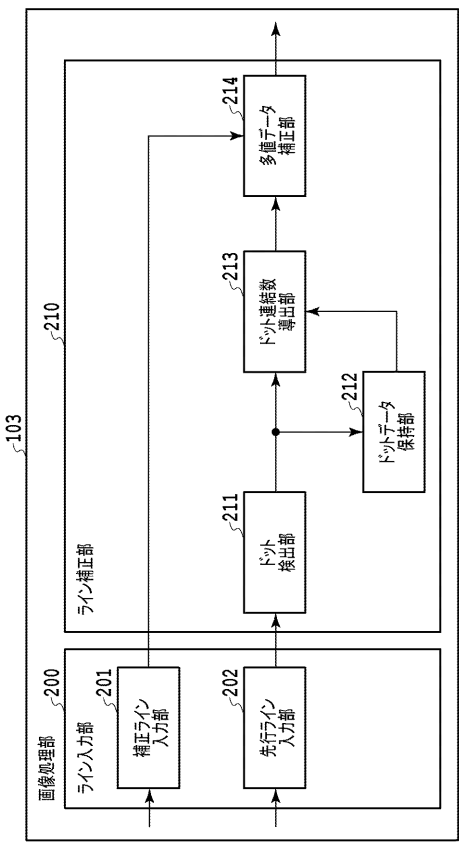 103
画像処理部
200
ライン入力部
201
補正ライン
入力部
202
先行ライン
入力部
210
ライン補正部
211
ドット
検出部
212
ドットデータ
保持部
213
ドット連結数
導出部
214
多値データ
補正部